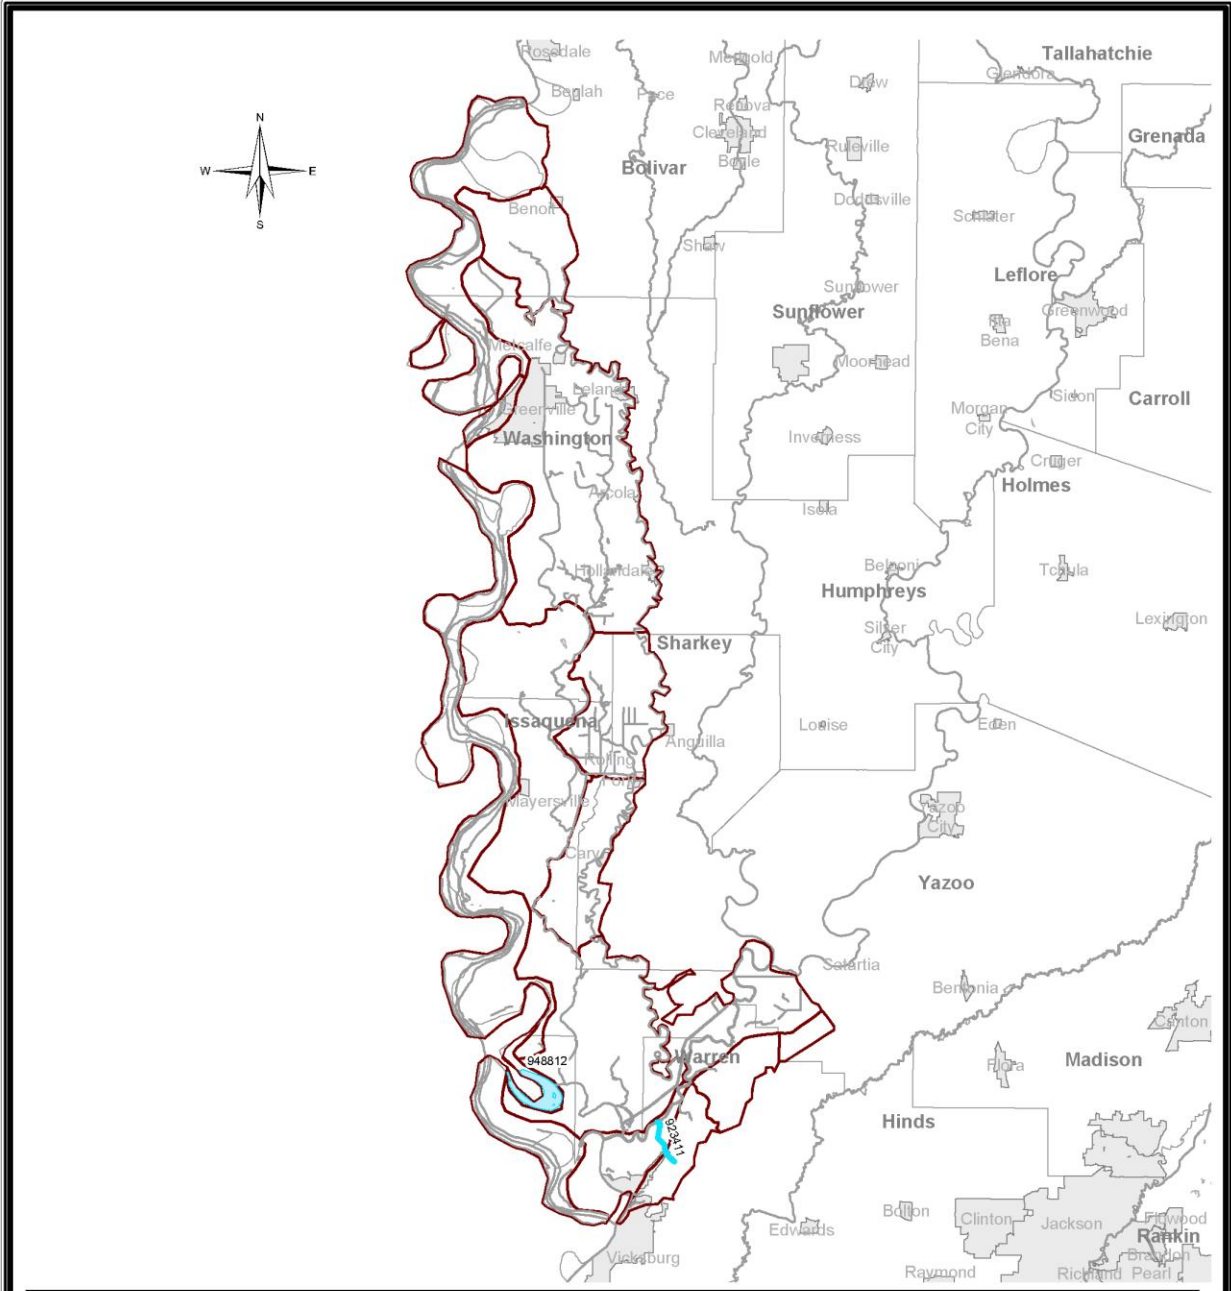 Rosedale
Merigold
Tallahatchie
Glendora
Drew
Beulah
Pace
Renova
Cleveland
Boyle
N
W
E
S
Grenada
Ruleville
Bolivar
Benoit
Doddsville
Schlater
Shaw
Leflore
Sunflower
Sunflower
Greenwood
Itta
Bena
Metcalfe
Moorhead
Leland
Sidon
Carroll
Greenville
Morgan
City
Washington
Inverness
Cruger
Holmes
Arcola
Isola
Hollandale
Belzoni
Tchula
Humphreys
Lexington
Silver
City
Sharkey
Issaquena
Louise
Eden
Anguilla
Rolling
Fork
Mayersville
Yazoo
City
Cary
Yazoo
Satartia
Bentonia
Canton
948812
Warren
Flora
Madison
923411
Hinds
Bolton
Clinton
Jackson
Flowood
Edwards
Rankin
Vicksburg
Brandon
Raymond
Richland
Pearl